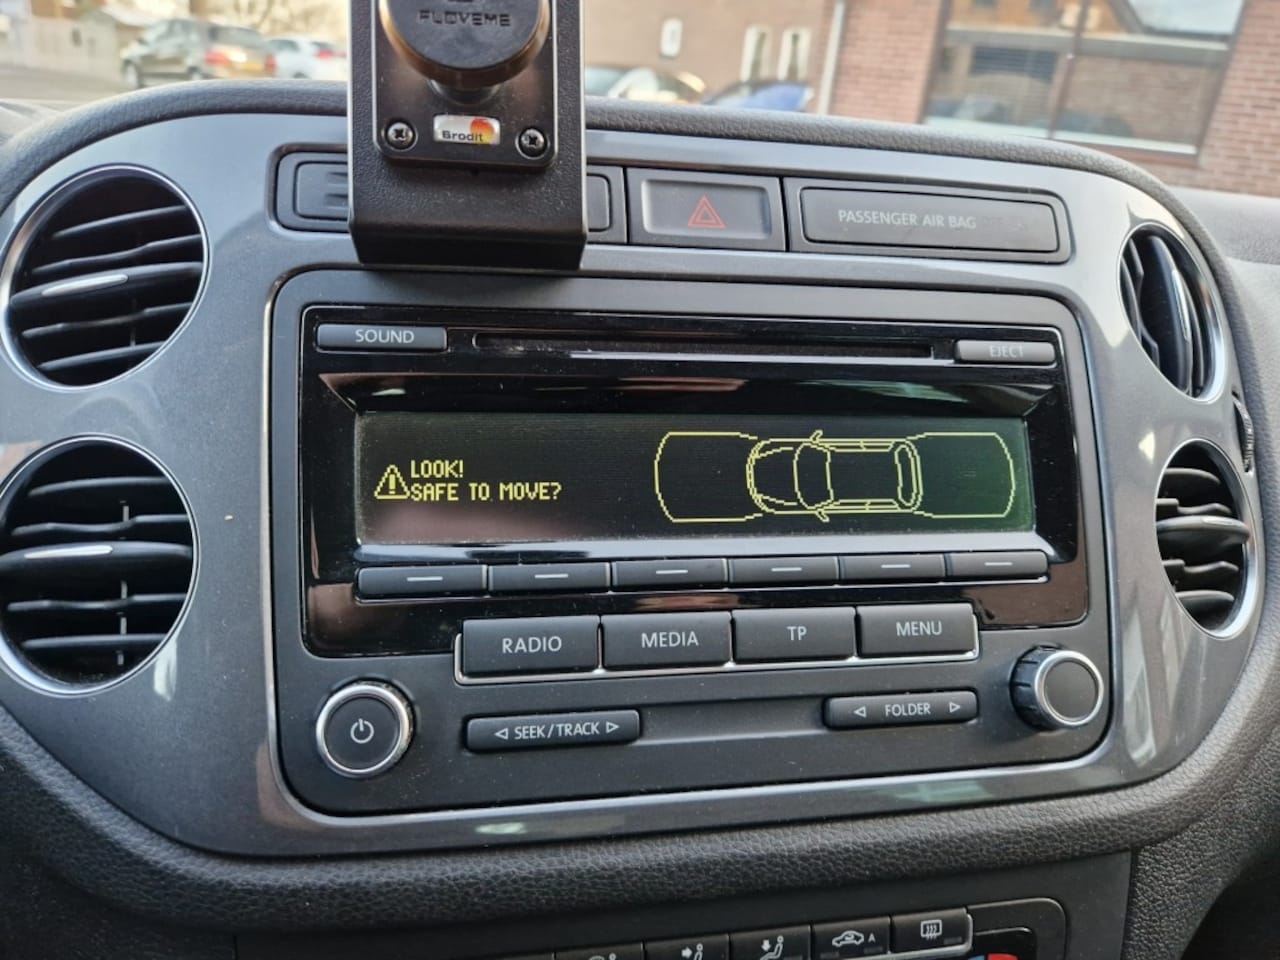 FLOVEME
Brodit
PASSENGER AIR BAG
SOUND
EJECT
LOOK!
SAFE TO MOVE?
RADIO
MEDIA
TP
MENU
SEEK/TRACK
FOLDER
A